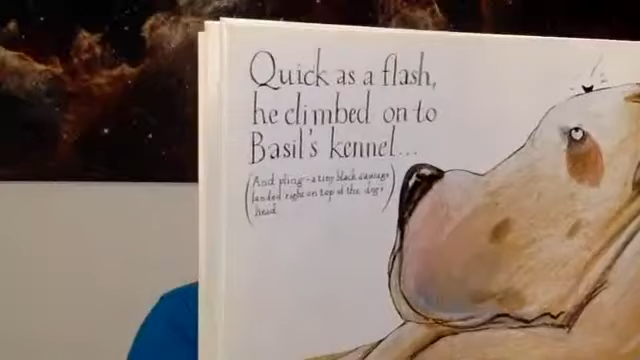 Quick as a flash,
he climbed on to
Basil's kennel...
(And pling - a tiny black sausage
landed right on top of the dog's
head)